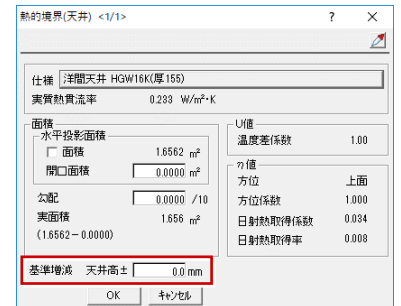 熱的境界(天井) <1/1>
? ×
仕様 洋間天井 HGW16K(厚155)
実質熱貫流率 0.233 W/m²・K
面積
水平投影面積
面積 1.6562 m²
開口面積 0.0000 m²
勾配 0.0000 /10
実面積 1.656 m²
(1.6562－0.0000)
U値
温度差係数 1.00
η値
方位 上面
方位係数 1.000
日射熱取得係数 0.034
日射熱取得率 0.008
基準増減 天井高± 0.0 mm
OK キャンセル